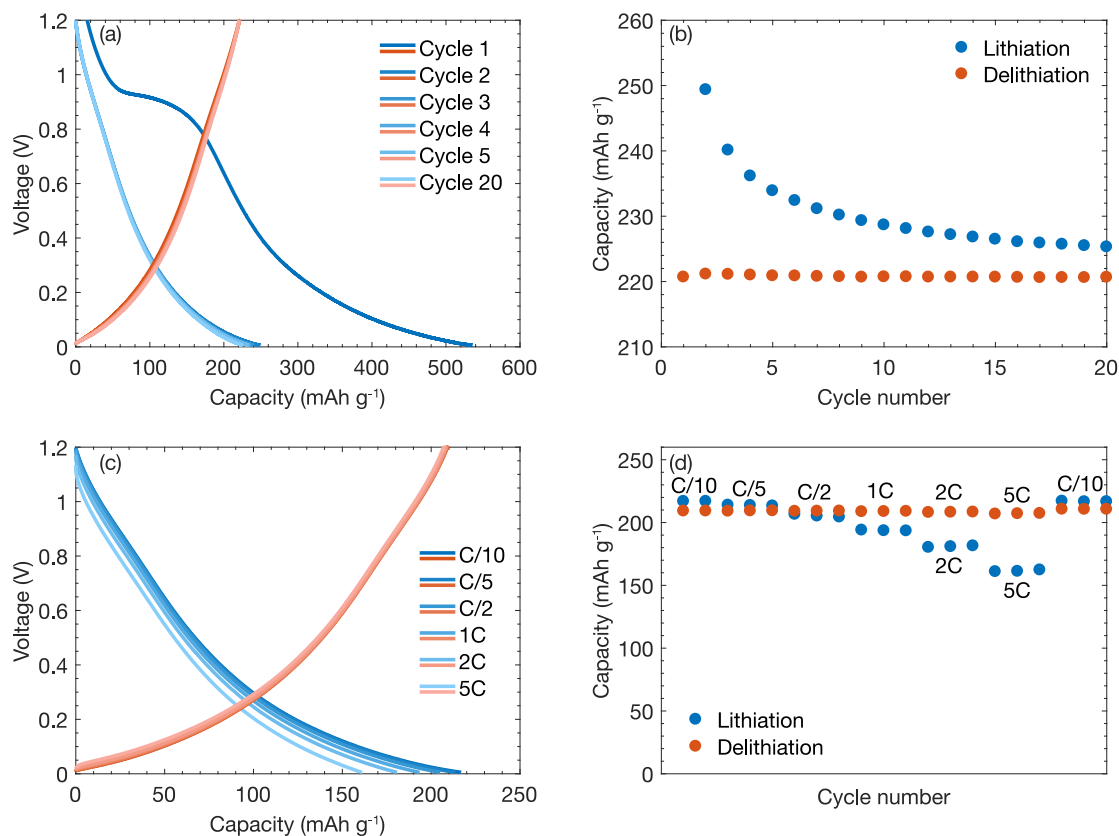 (a)
Cycle 1
Cycle 2
Cycle 3
Cycle 4
Cycle 5
Cycle 20
Voltage (V)
1.2
1
0.8
0.6
0.4
0.2
0
0 100 200 300 400 500 600
Capacity (mAh g⁻¹)
(b)
Lithiation
Delithiation
Capacity (mAh g⁻¹)
260
250
240
230
220
210
0 5 10 15 20
Cycle number
(c)
C/10
C/5
C/2
1C
2C
5C
Voltage (V)
1.2
1
0.8
0.6
0.4
0.2
0
0 50 100 150 200 250
Capacity (mAh g⁻¹)
(d)
C/10 C/5 C/2 1C 2C 5C C/10
2C
5C
Lithiation
Delithiation
Capacity (mAh g⁻¹)
250
200
150
100
50
0
Cycle number